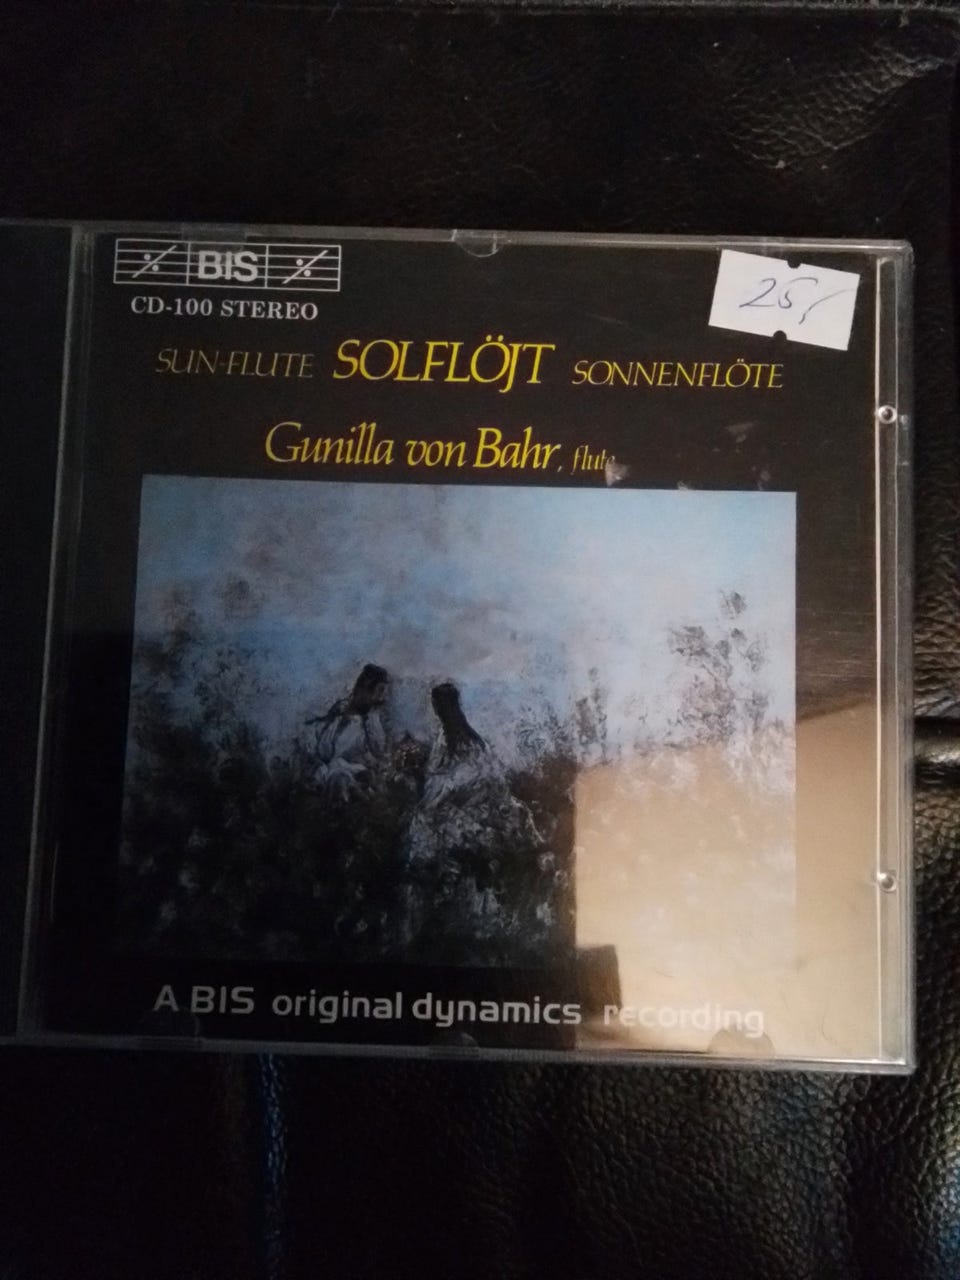 BIS
CD-100 STEREO
25,
SUN-FLUTE SOLFLÖJT SONNENFLÖTE
Gunilla von Bahr, flute
A BIS original dynamics recording